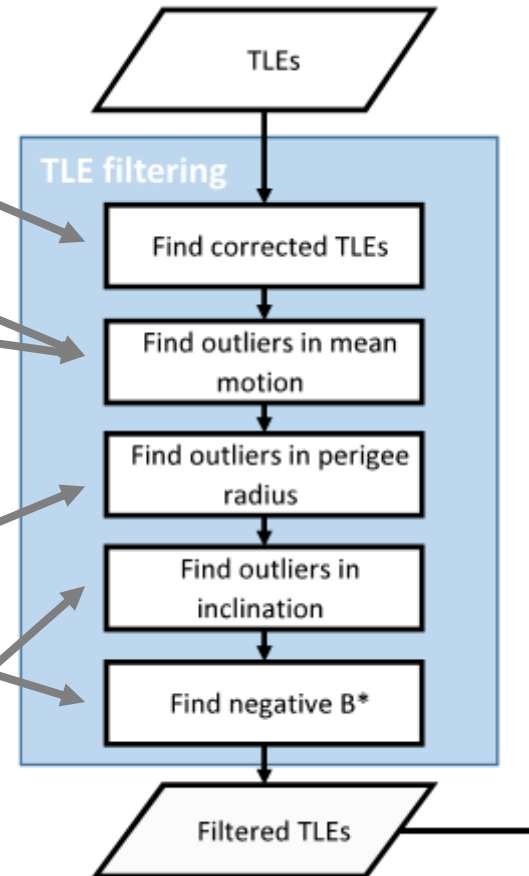 TLEs
TLE filtering
Find corrected TLEs
Find outliers in mean
motion
Find outliers in perigee
radius
Find outliers in
inclination
Find negative B*
Filtered TLEs